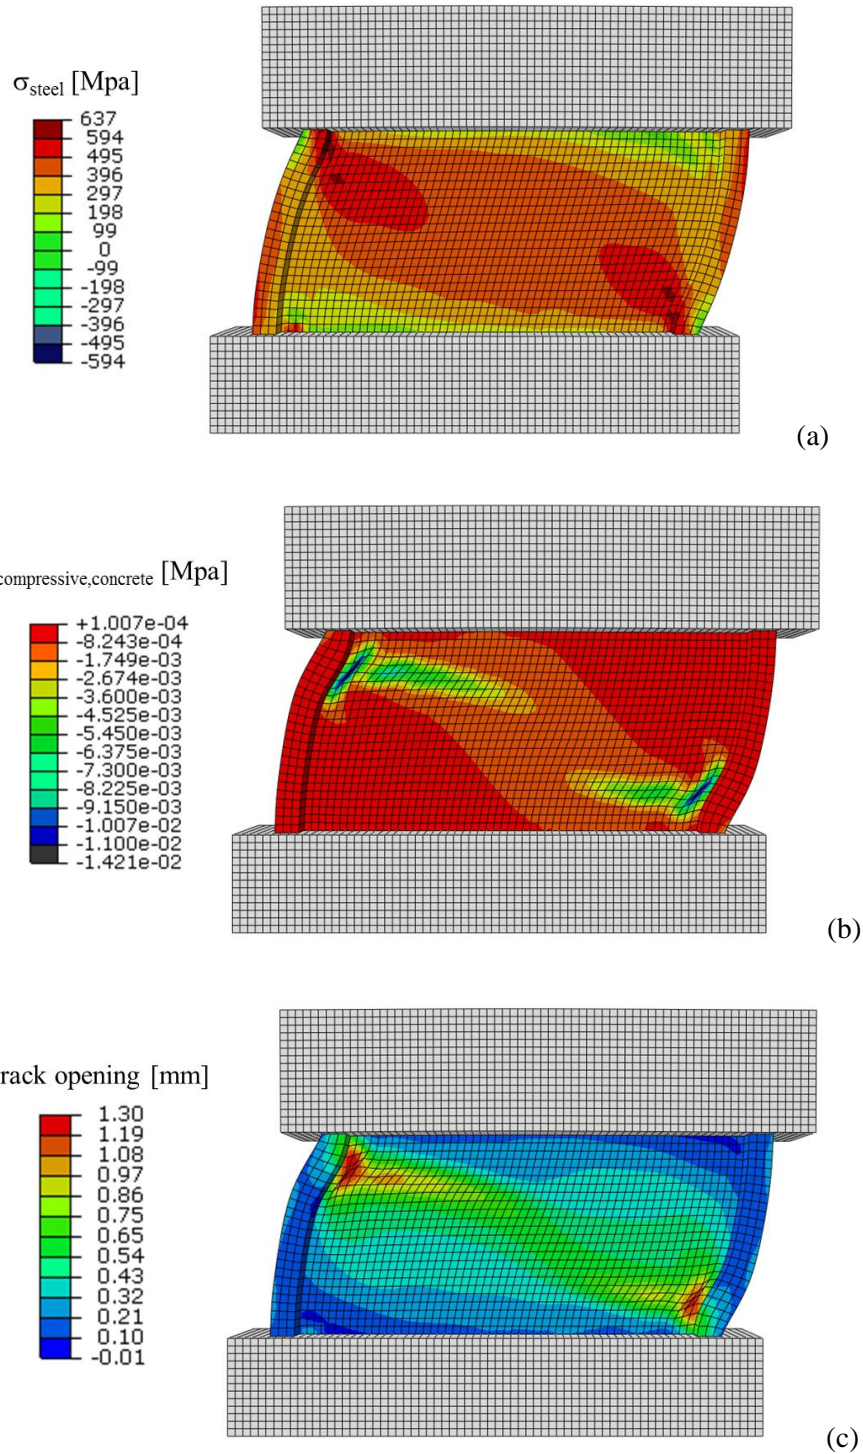 σsteel [Mpa]
637
594
495
396
297
198
99
0
-99
-198
-297
-396
-495
-594
(a)
compressive,concrete [Mpa]
+1.007e-04
-8.243e-04
-1.749e-03
-2.674e-03
-3.600e-03
-4.525e-03
-5.450e-03
-6.375e-03
-7.300e-03
-8.225e-03
-9.150e-03
-1.007e-02
-1.100e-02
-1.421e-02
(b)
rack opening [mm]
1.30
1.19
1.08
0.97
0.86
0.75
0.65
0.54
0.43
0.32
0.21
0.10
-0.01
(c)